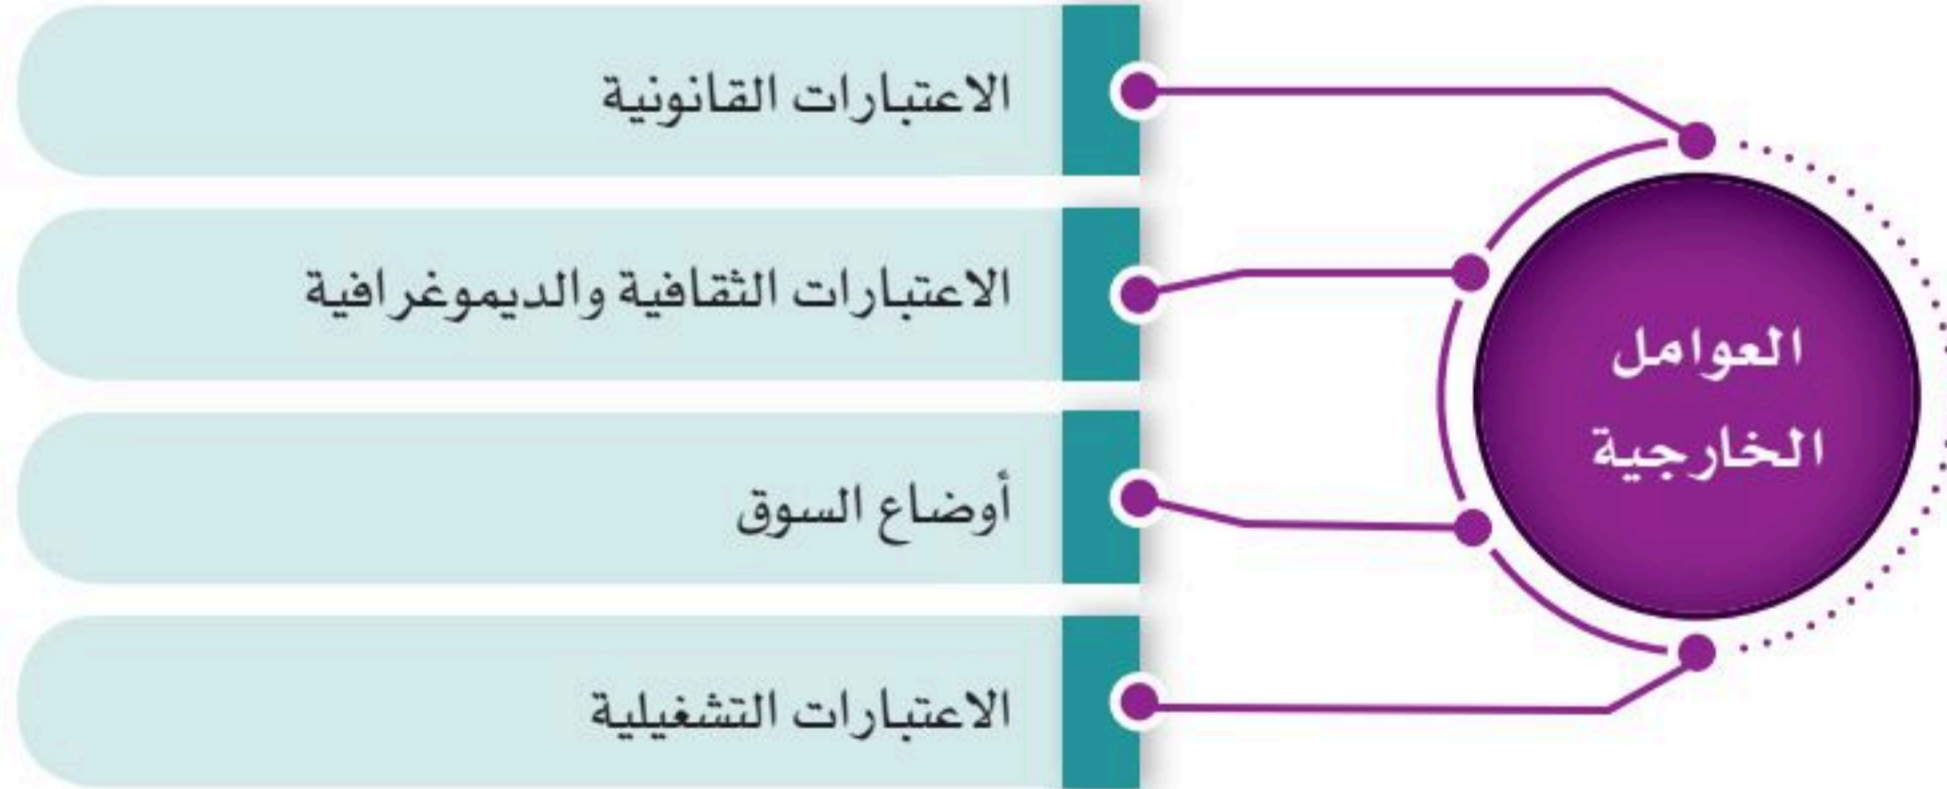 العوامل
الخارجية
الاعتبارات القانونية
الاعتبارات الثقافية والديموغرافية
أوضاع السوق
الاعتبارات التشغيلية